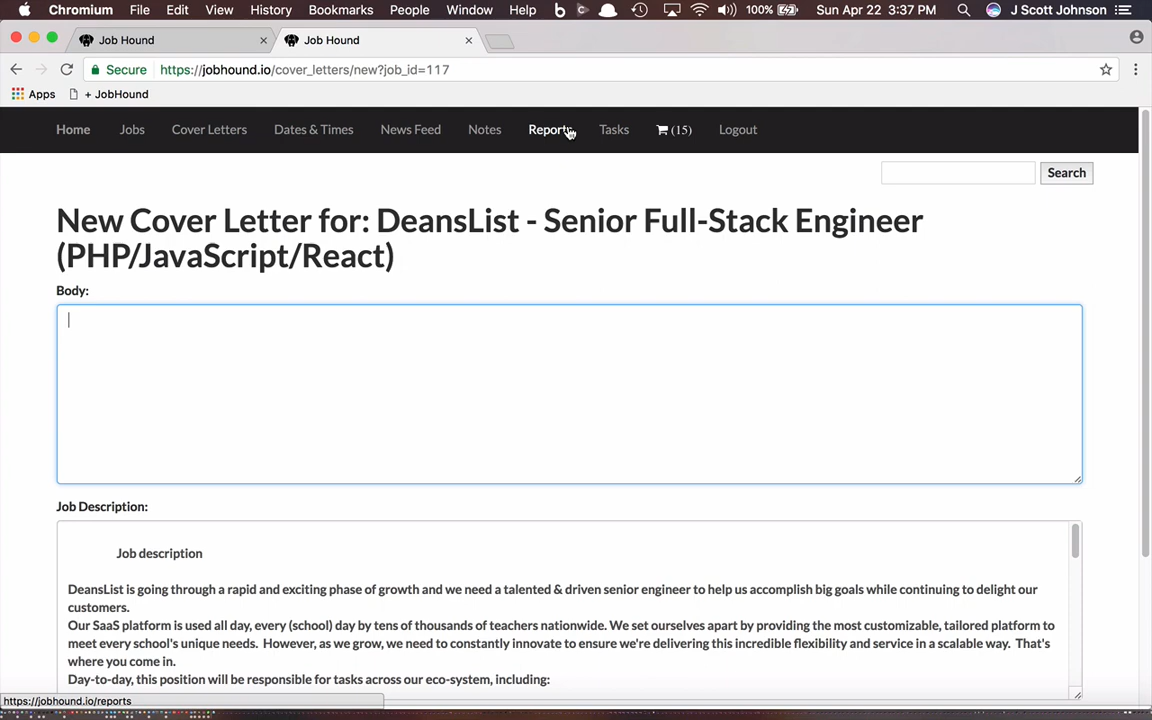 Chromium File Edit View History Bookmarks People Window Help 100% Sun Apr 22 3:37 PM J Scott Johnson
Job Hound Job Hound
Secure https://jobhound.io/cover_letters/new?job_id=117
Apps + JobHound
Home Jobs Cover Letters Dates & Times News Feed Notes Reports Tasks (15) Logout
Search
New Cover Letter for: DeansList - Senior Full-Stack Engineer
(PHP/JavaScript/React)
Body:
Job Description:
Job description
DeansList is going through a rapid and exciting phase of growth and we need a talented & driven senior engineer to help us accomplish big goals while continuing to delight our
customers.
Our SaaS platform is used all day, every (school) day by tens of thousands of teachers nationwide. We set ourselves apart by providing the most customizable, tailored platform to
meet every school's unique needs. However, as we grow, we need to constantly innovate to ensure we're delivering this incredible flexibility and service in a scalable way. That's
where you come in.
Day-to-day, this position will be responsible for tasks across our eco-system, including:
https://jobhound.io/reports